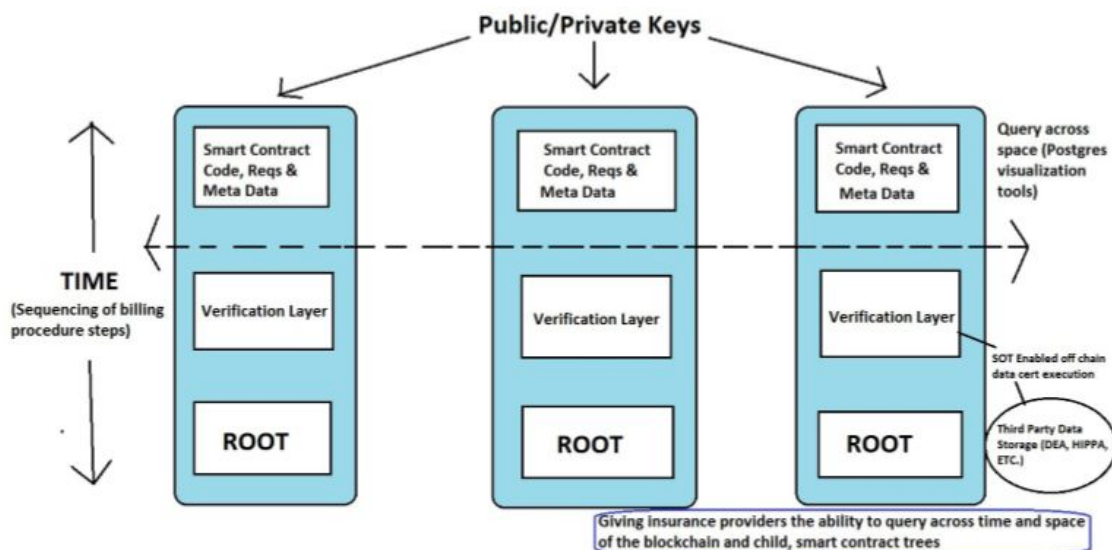 Public/Private Keys
Smart Contract
Code, Reqs &
Meta Data
Smart Contract
Code, Reqs &
Meta Data
Smart Contract
Code, Reqs &
Meta Data
Query across
space (Postgres
visualization
tools)
TIME
(Sequencing of billing
procedure steps)
Verification Layer
Verification Layer
Verification Layer
SOT Enabled off chain
data cert execution
ROOT
ROOT
ROOT
Third Party Data
Storage (DEA, HIPPA,
ETC.)
Giving insurance providers the ability to query across time and space
of the blockchain and child, smart contract trees